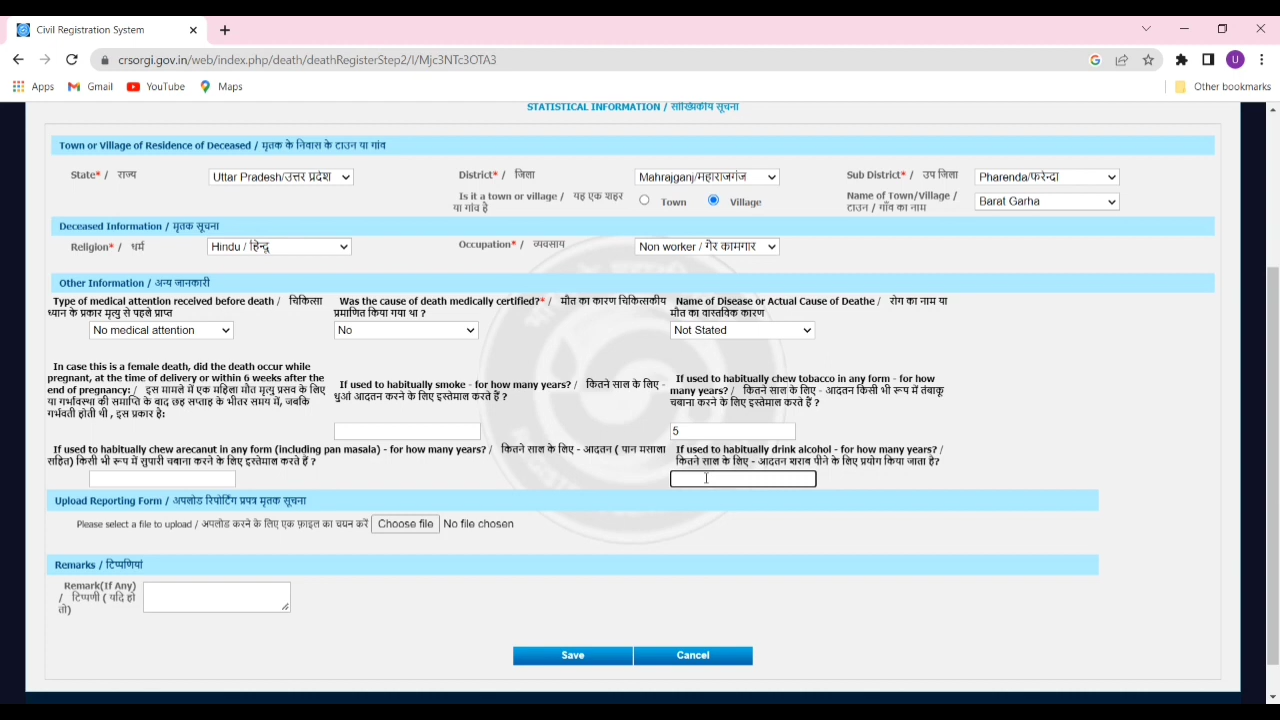 Civil Registration System
crsorgi.gov.in/web/index.php/death/deathRegisterStep2/I/Mjc3NTc3OTA3
U
Apps Gmail YouTube Maps Other bookmarks
STATISTICAL INFORMATION / सांख्यिकीय सूचना
Town or Village of Residence of Deceased / मृतक के निवास के टाउन या गांव
State* / राज्य Uttar Pradesh/उत्तर प्रदेश District* / जिला Mahrajganj/महाराजगंज Sub District* / उप जिला Pharenda/फरेन्दा
Is it a town or village / यह एक शहर या गांव है Town Village Name of Town/Village / टाउन / गाँव का नाम Barat Garha
Deceased Information / मृतक सूचना
Religion* / धर्म Hindu / हिन्दू Occupation* / व्यवसाय Non worker / गैर कामगार
Other Information / अन्य जानकारी
Type of medical attention received before death / चिकित्सा
ध्यान के प्रकार मृत्यु से पहले प्राप्त
No medical attention
Was the cause of death medically certified?* / मौत का कारण चिकित्सकीय
प्रमाणित किया गया था ?
No
Name of Disease or Actual Cause of Deathe / रोग का नाम या
मौत का वास्तविक कारण
Not Stated
In case this is a female death, did the death occur while
pregnant, at the time of delivery or within 6 weeks after the
end of pregnancy: / इस मामले में एक महिला मौत मृत्यु प्रसव के लिए
या गर्भावस्था की समाप्ति के बाद छह सप्ताह के भीतर समय में, जबकि
गर्भवती होती थी , इस प्रकार है:
If used to habitually smoke - for how many years? / कितने साल के लिए -
धुआं आदतन करने के लिए इस्तेमाल करते हैं ?
If used to habitually chew tobacco in any form - for how
many years? / कितने साल के लिए - आदतन किसी भी रूप में तंबाकू
चबाना करने के लिए इस्तेमाल करते हैं ?
5
If used to habitually chew arecanut in any form (including pan masala) - for how many years? / कितने साल के लिए - आदतन ( पान मसाला
सहित) किसी भी रूप में सुपारी चबाना करने के लिए इस्तेमाल करते हैं ?
If used to habitually drink alcohol - for how many years? /
कितने साल के लिए - आदतन शराब पीने के लिए प्रयोग किया जाता है?
Upload Reporting Form / अपलोड रिपोर्टिंग प्रपत्र मृतक सूचना
Please select a file to upload / अपलोड करने के लिए एक फ़ाइल का चयन करें Choose file No file chosen
Remarks / टिप्पणियां
Remark(If Any)
/ टिप्पणी ( यदि हो
तो)
Save Cancel